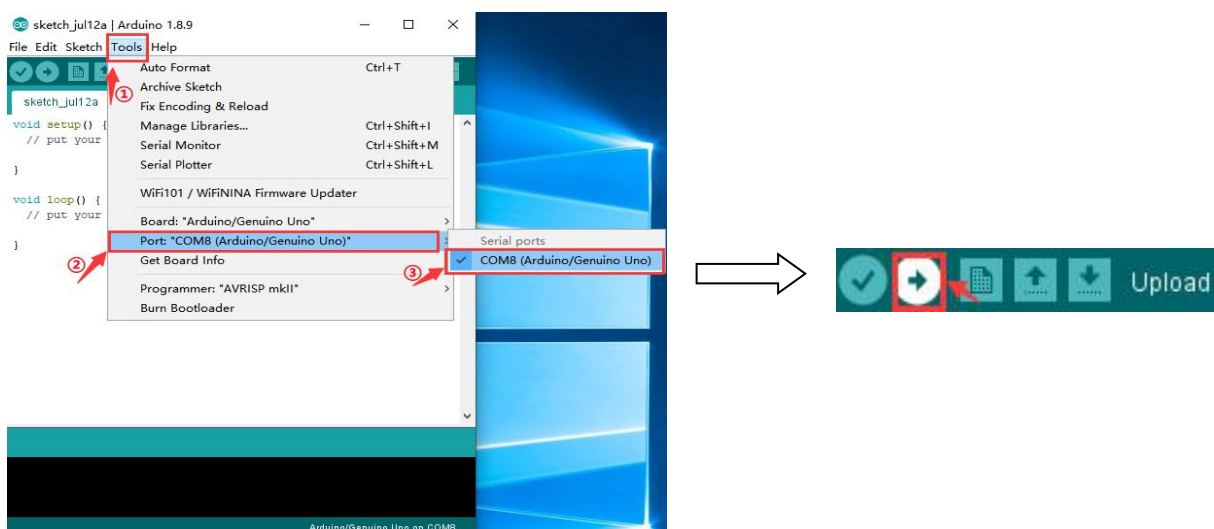 sketch_jul12a | Arduino 1.8.9
File Edit Sketch Tools Help
Auto Format Ctrl+T
①
Archive Sketch
sketch_jul12a
Fix Encoding & Reload
void setup() {
Manage Libraries... Ctrl+Shift+I
// put your
Serial Monitor Ctrl+Shift+M
Serial Plotter Ctrl+Shift+L
}
WiFi101 / WiFiNINA Firmware Updater
void loop() {
// put your
Board: "Arduino/Genuino Uno"
Port: "COM8 (Arduino/Genuino Uno)"
Serial ports
}
②
Get Board Info
③
COM8 (Arduino/Genuino Uno)
Programmer: "AVRISP mkII"
Burn Bootloader
Arduino/Genuino Uno on COM8
Upload